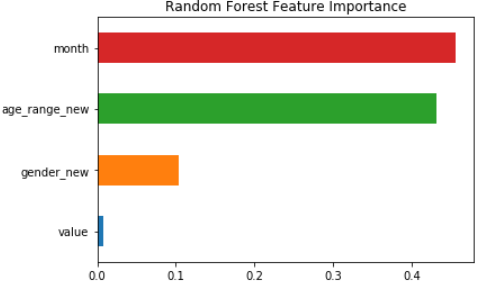 Random Forest Feature Importance
month
age_range_new
gender_new
value
0.0 0.1 0.2 0.3 0.4